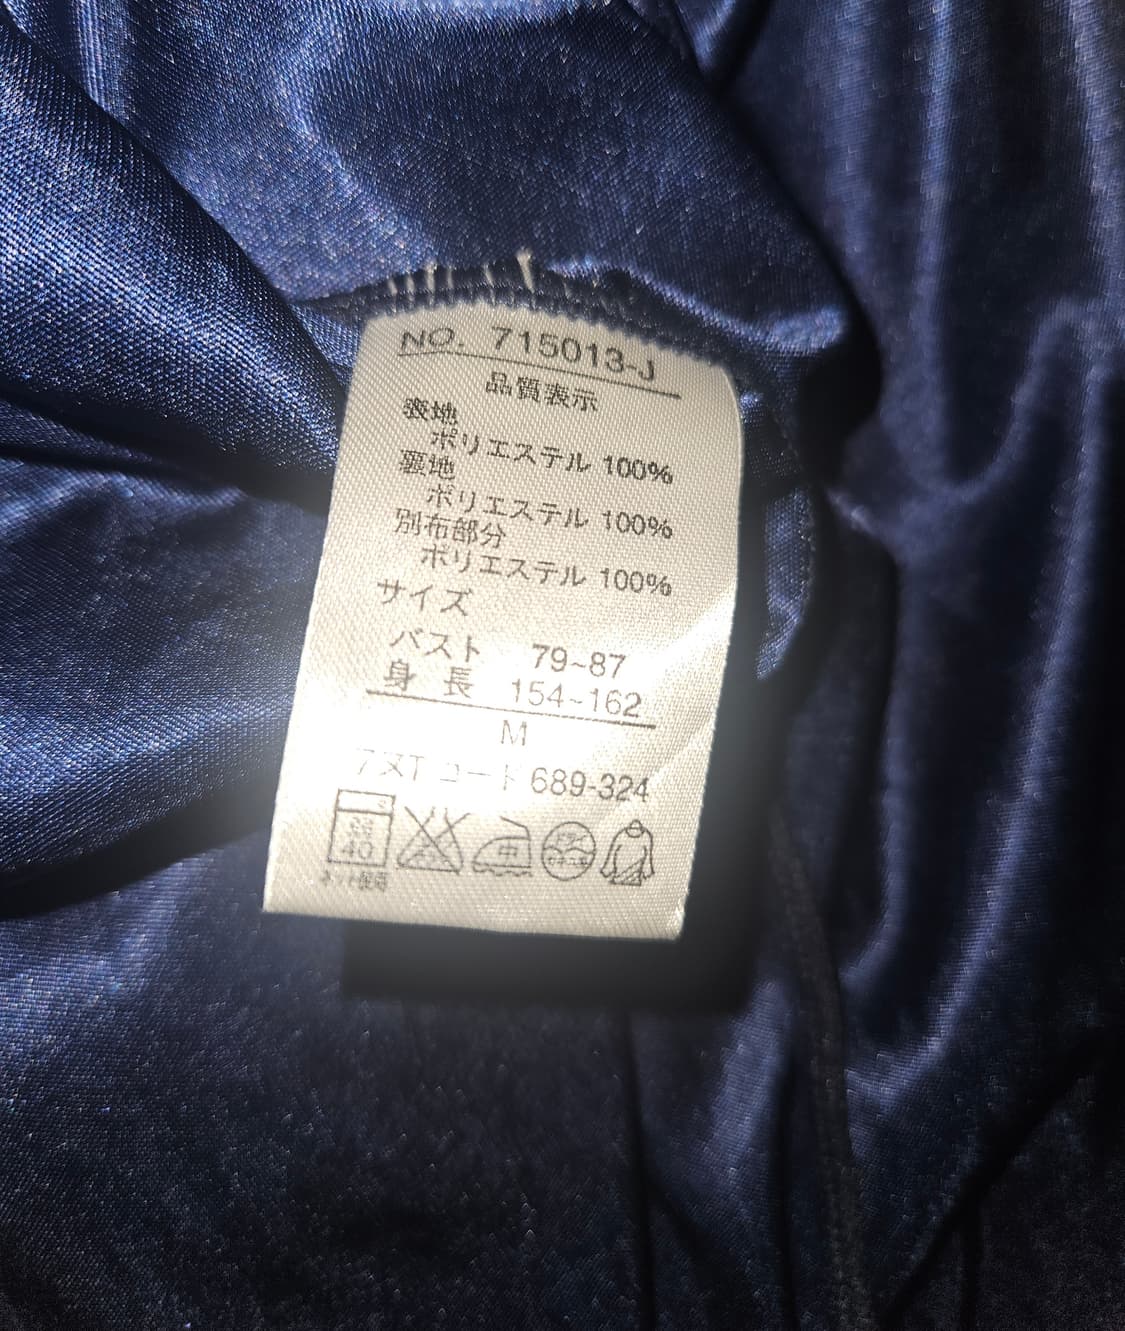 NO. 715013-J
品質表示
表地
ポリエステル 100%
裏地
ポリエステル 100%
別布部分
ポリエステル 100%
サイズ
バスト 79~87
身 長 154~162
M
コード 689-324
40 中
ネット使用